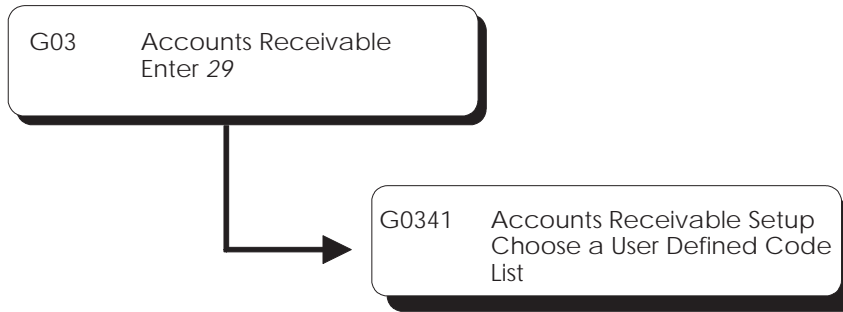 G03 Accounts Receivable
Enter 29
G0341 Accounts Receivable Setup
Choose a User Defined Code
List